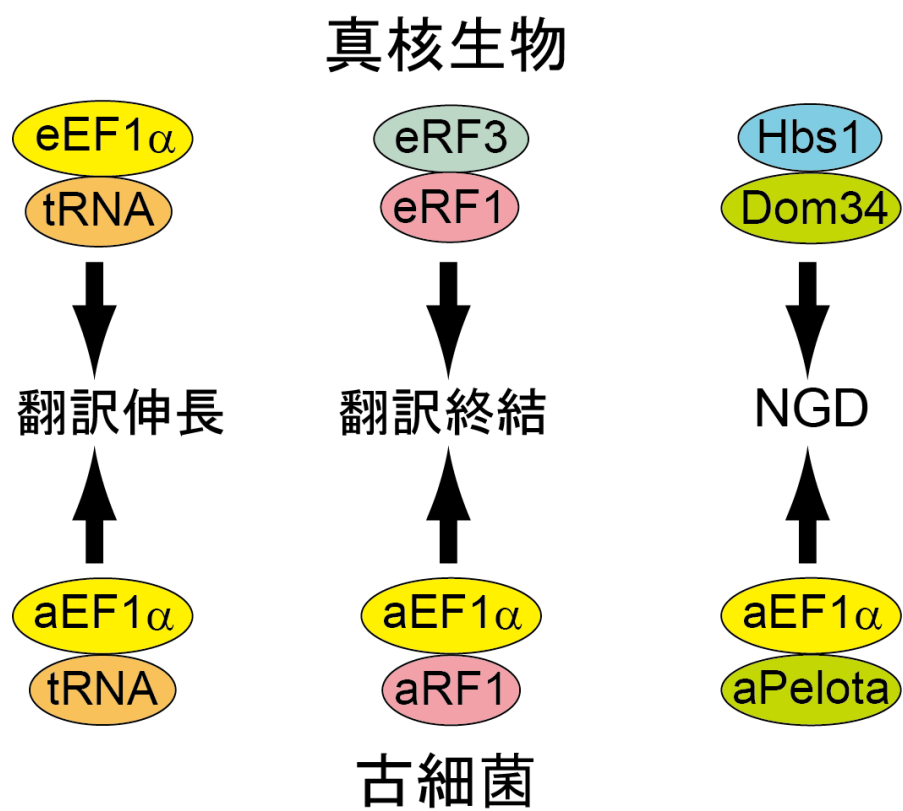 真核生物
eEF1α
tRNA
eRF3
eRF1
Hbs1
Dom34
翻訳伸長
翻訳終結
NGD
aEF1α
tRNA
aEF1α
aRF1
aEF1α
aPelota
古細菌